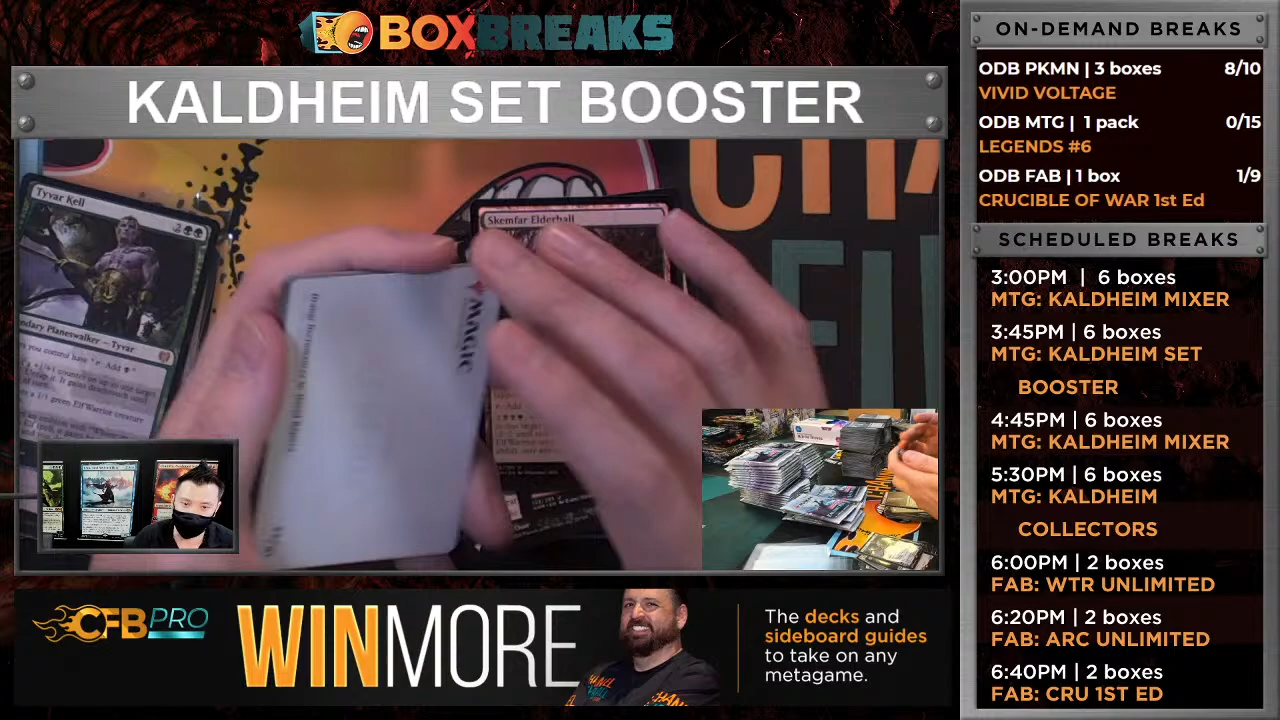 BOXBREAKS
KALDHEIM SET BOOSTER
Tyvar Kell
Skemfar Elderhall
MAGIC
CFBPRO
WINMORE
The decks and
sideboard guides
to take on any
metagame.
ON-DEMAND BREAKS
ODB PKMN | 3 boxes 8/10
VIVID VOLTAGE
ODB MTG | 1 pack 0/15
LEGENDS #6
ODB FAB | 1 box 1/9
CRUCIBLE OF WAR 1st Ed
SCHEDULED BREAKS
3:00PM | 6 boxes
MTG: KALDHEIM MIXER
3:45PM | 6 boxes
MTG: KALDHEIM SET
BOOSTER
4:45PM | 6 boxes
MTG: KALDHEIM MIXER
5:30PM | 6 boxes
MTG: KALDHEIM
COLLECTORS
6:00PM | 2 boxes
FAB: WTR UNLIMITED
6:20PM | 2 boxes
FAB: ARC UNLIMITED
6:40PM | 2 boxes
FAB: CRU 1ST ED